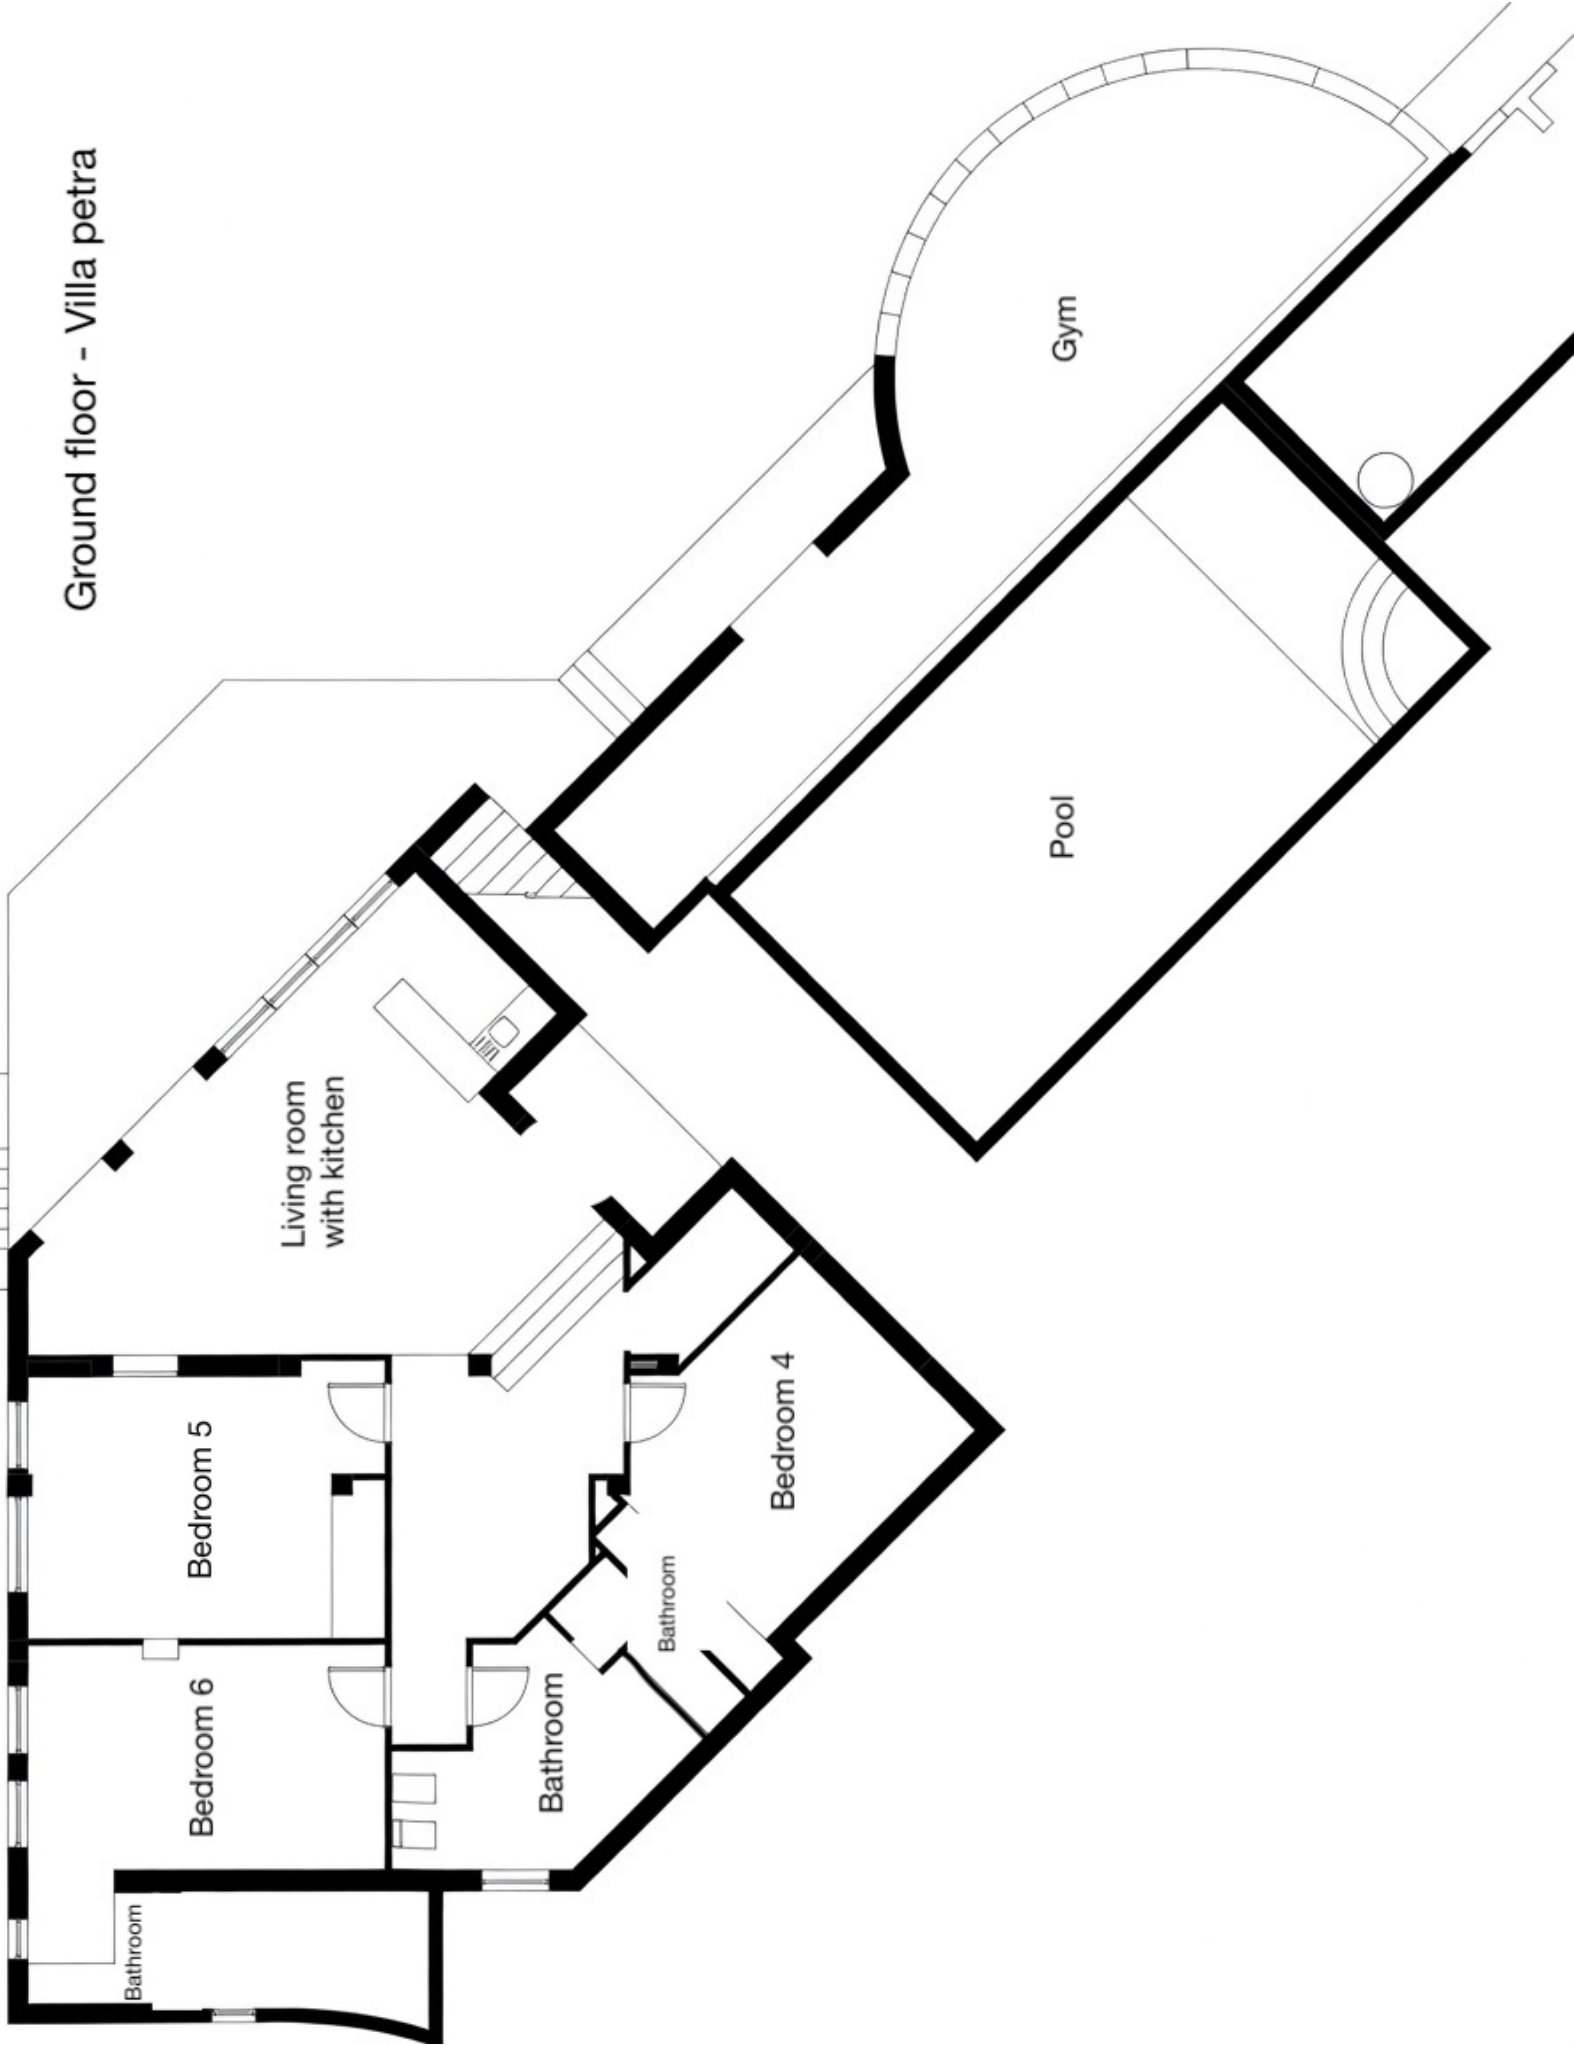 Ground floor - Villa petra
Gym
Pool
Living room
with kitchen
Bedroom 5
Bedroom 4
Bathroom
Bedroom 6
Bathroom
Bathroom